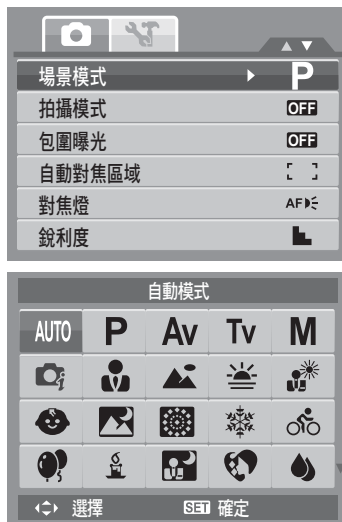 場景模式 P
拍攝模式 OFF
包圍曝光 OFF
自動對焦區域
對焦燈 AF
銳利度
自動模式
AUTO P Av Tv M
i
選擇 SET 確定